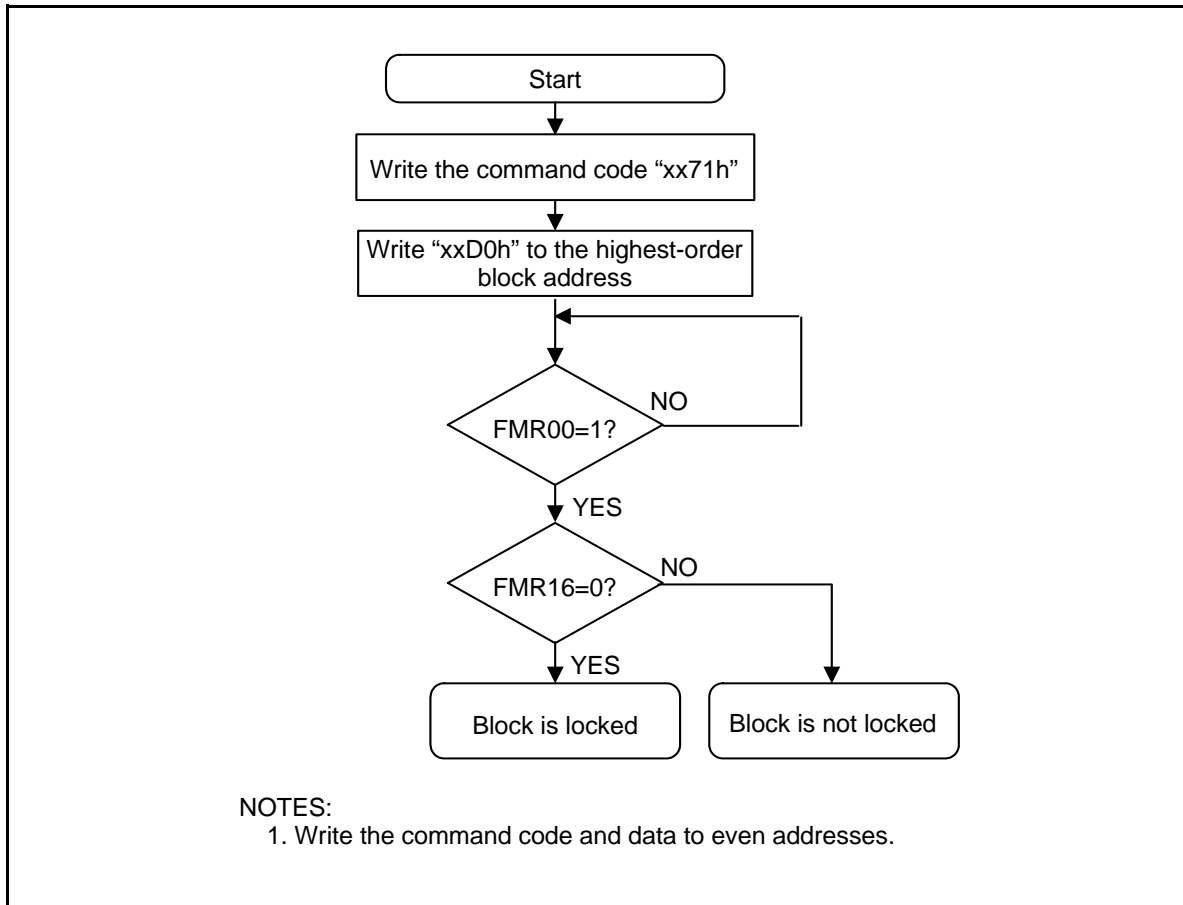 Start
Write the command code “xx71h”
Write “xxD0h” to the highest-order
block address
NO
FMR00=1?
YES
NO
FMR16=0?
YES
Block is locked
Block is not locked
NOTES:
1. Write the command code and data to even addresses.